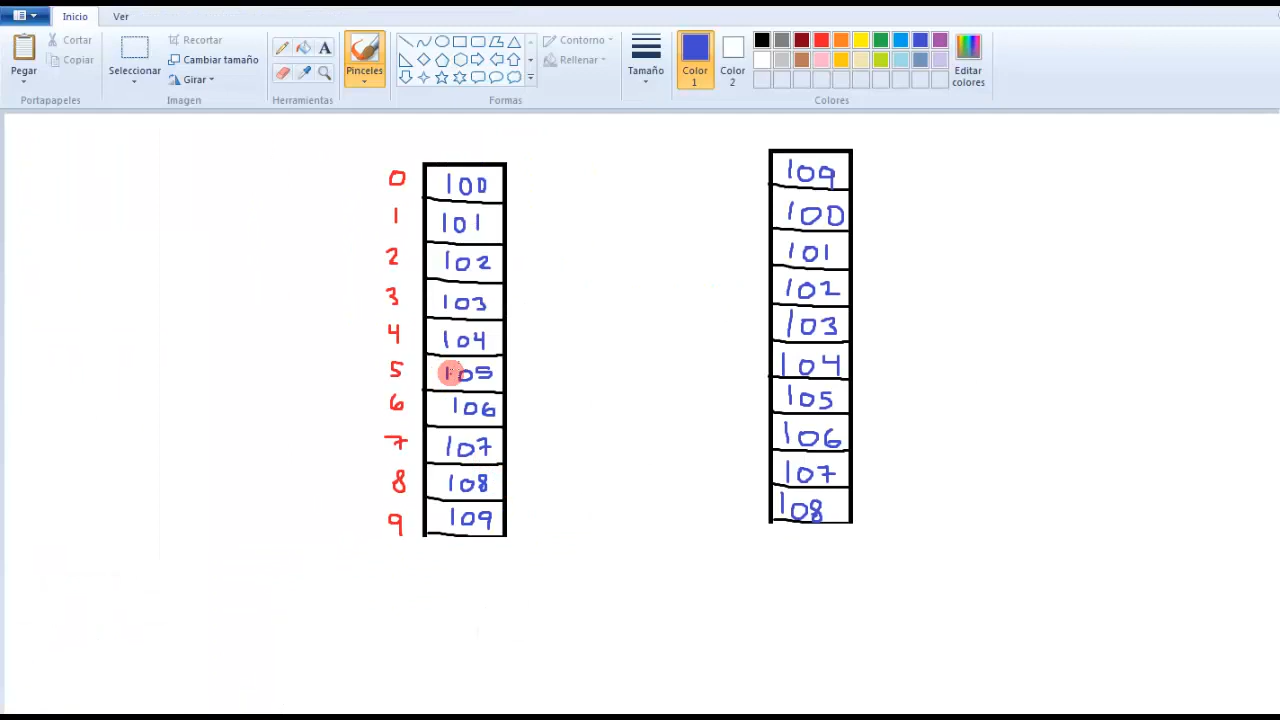 Inicio Ver
Pegar
Cortar
Copiar
Portapapeles
Seleccionar
Recortar
Cambiar tamaño
Girar
Imagen
A
Herramientas
Pinceles
Contorno
Rellenar
Formas
Tamaño
Color 1
Color 2
Editar colores
Colores
0 100
1 101
2 102
3 103
4 104
5 105
6 106
7 107
8 108
9 109
109
100
101
102
103
104
105
106
107
108